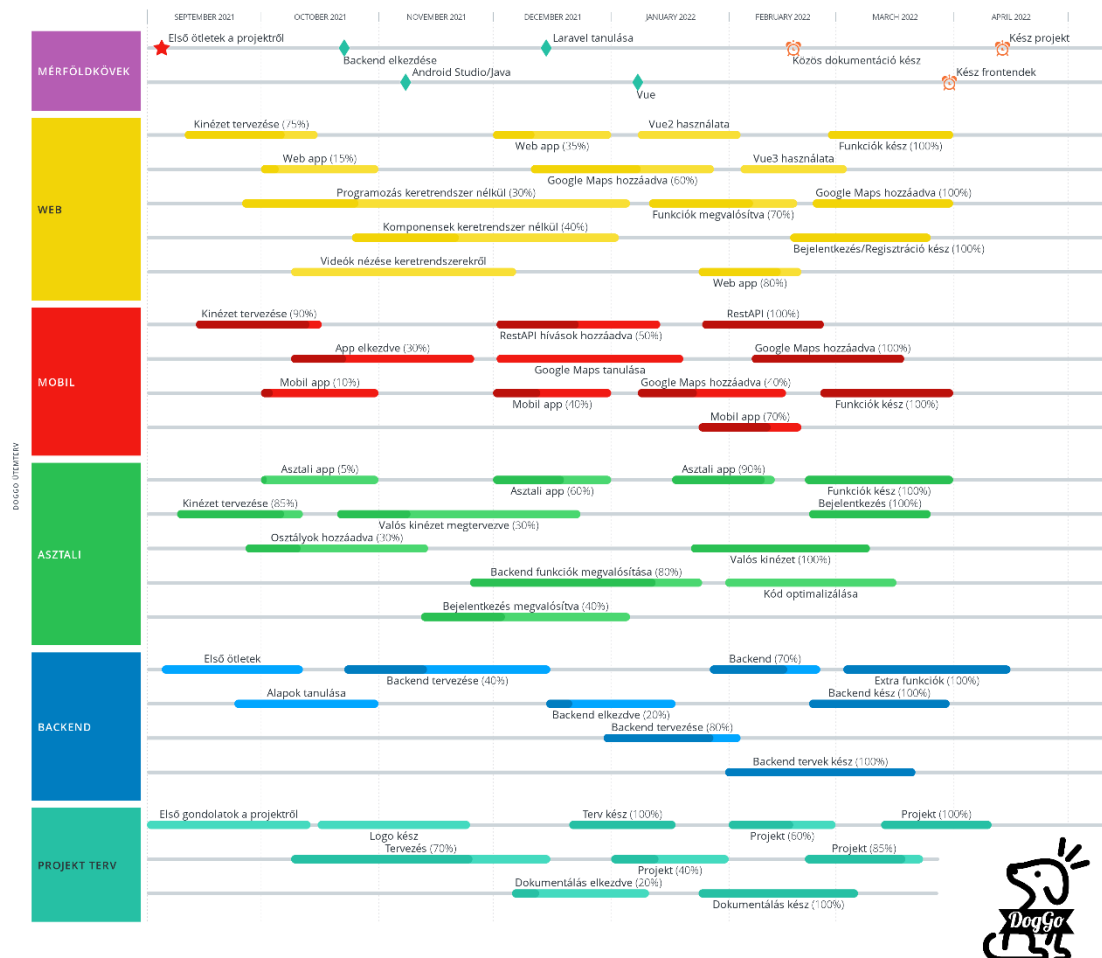 SEPTEMBER 2021
OCTOBER 2021
NOVEMBER 2021
DECEMBER 2021
JANUARY 2022
FEBRUARY 2022
MARCH 2022
APRIL 2022
DOGGO ÜTEMTERV
MÉRFÖLDKÖVEK
Első ötletek a projektről
Laravel tanulása
Kész projekt
Backend elkezdése
Közös dokumentáció kész
Android Studio/Java
Kész frontendek
Vue
WEB
Kinézet tervezése (75%)
Vue2 használata
Web app (35%)
Funkciók kész (100%)
Web app (15%)
Vue3 használata
Google Maps hozzáadva (60%)
Programozás keretrendszer nélkül (30%)
Google Maps hozzáadva (100%)
Funkciók megvalósítva (70%)
Komponensek keretrendszer nélkül (40%)
Bejelentkezés/Regisztráció kész (100%)
Videók nézése keretrendszerekről
Web app (80%)
MOBIL
Kinézet tervezése (90%)
RestAPI (100%)
RestAPI hívások hozzáadva (50%)
App elkezdve (30%)
Google Maps hozzáadva (100%)
Google Maps tanulása
Mobil app (10%)
Google Maps hozzáadva (40%)
Mobil app (40%)
Funkciók kész (100%)
Mobil app (70%)
ASZTALI
Asztali app (5%)
Asztali app (90%)
Asztali app (60%)
Funkciók kész (100%)
Kinézet tervezése (85%)
Bejelentkezés (100%)
Valós kinézet megtervezve (30%)
Osztályok hozzáadva (30%)
Valós kinézet (100%)
Backend funkciók megvalósítása (80%)
Kód optimalizálása
Bejelentkezés megvalósítva (40%)
BACKEND
Első ötletek
Backend (70%)
Backend tervezése (40%)
Extra funkciók (100%)
Alapok tanulása
Backend kész (100%)
Backend elkezdve (20%)
Backend tervezése (80%)
Backend tervek kész (100%)
PROJEKT TERV
Első gondolatok a projektről
Terv kész (100%)
Projekt (100%)
Logo kész
Projekt (60%)
Tervezés (70%)
Projekt (85%)
Projekt (40%)
Dokumentálás elkezdve (20%)
Dokumentálás kész (100%)
DogGo